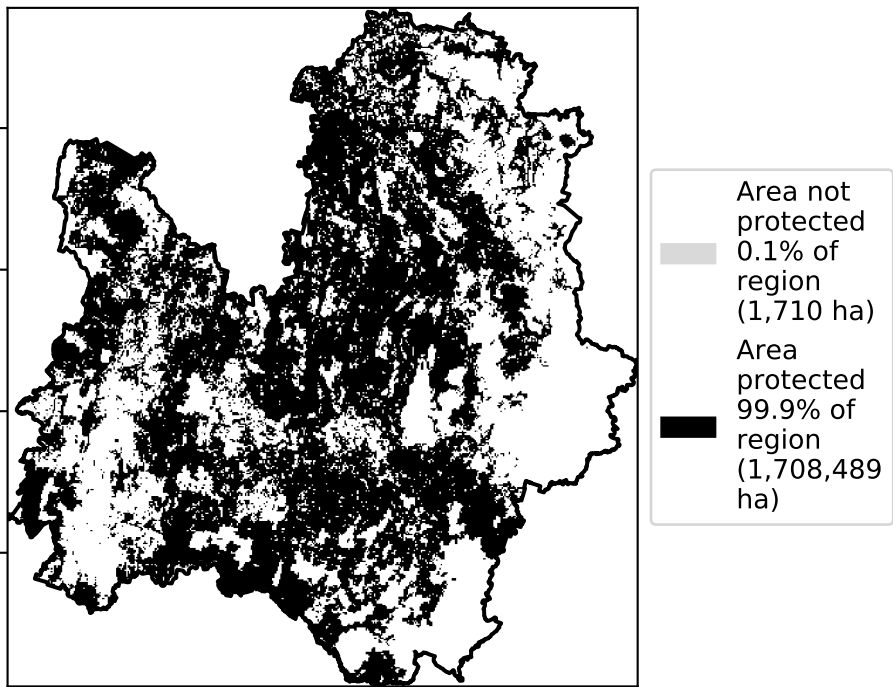 Area not
protected
0.1% of
region
(1,710 ha)
Area
protected
99.9% of
region
(1,708,489
ha)